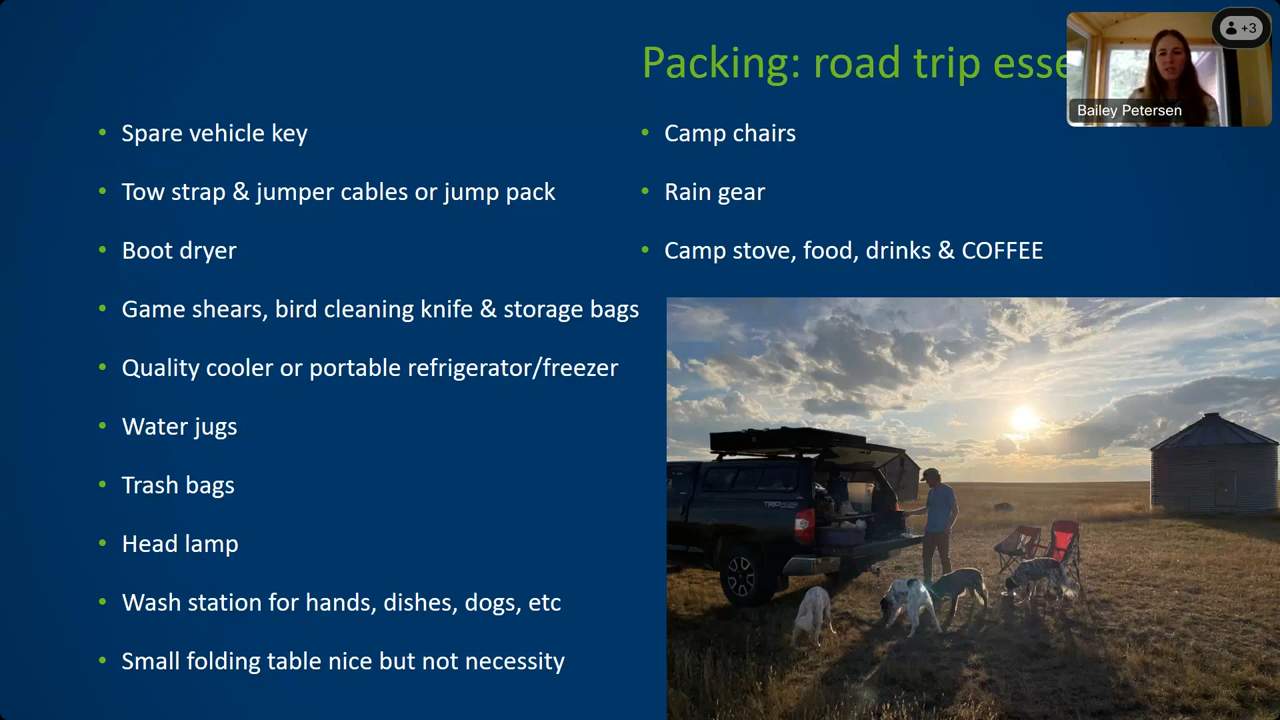 Packing: road trip esse
+3
Bailey Petersen
• Spare vehicle key
• Tow strap & jumper cables or jump pack
• Boot dryer
• Game shears, bird cleaning knife & storage bags
• Quality cooler or portable refrigerator/freezer
• Water jugs
• Trash bags
• Head lamp
• Wash station for hands, dishes, dogs, etc
• Small folding table nice but not necessity
• Camp chairs
• Rain gear
• Camp stove, food, drinks & COFFEE